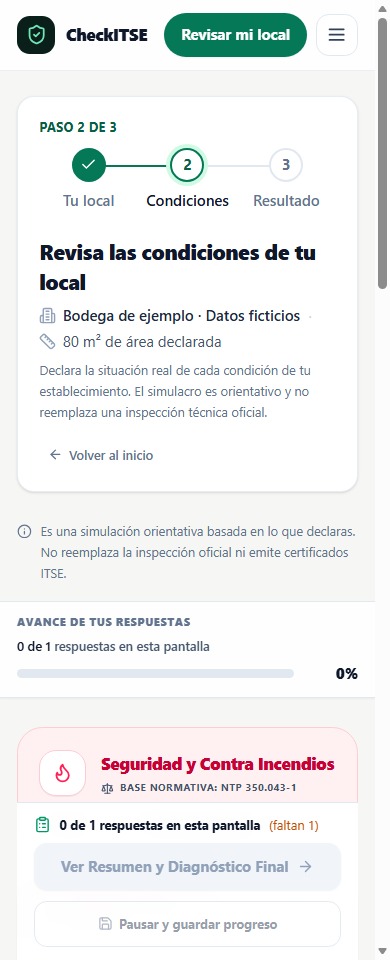 CheckITSE
Revisar mi local
PASO 2 DE 3
2
3
Tu local
Condiciones
Resultado
Revisa las condiciones de tu
local
Bodega de ejemplo · Datos ficticios ·
80 m² de área declarada
Declara la situación real de cada condición de tu
establecimiento. El simulacro es orientativo y no
reemplaza una inspección técnica oficial.
← Volver al inicio
Es una simulación orientativa basada en lo que declaras.
No reemplaza la inspección oficial ni emite certificados
ITSE.
AVANCE DE TUS RESPUESTAS
0 de 1 respuestas en esta pantalla
0%
Seguridad y Contra Incendios
BASE NORMATIVA: NTP 350.043-1
0 de 1 respuestas en esta pantalla (faltan 1)
Ver Resumen y Diagnóstico Final →
Pausar y guardar progreso